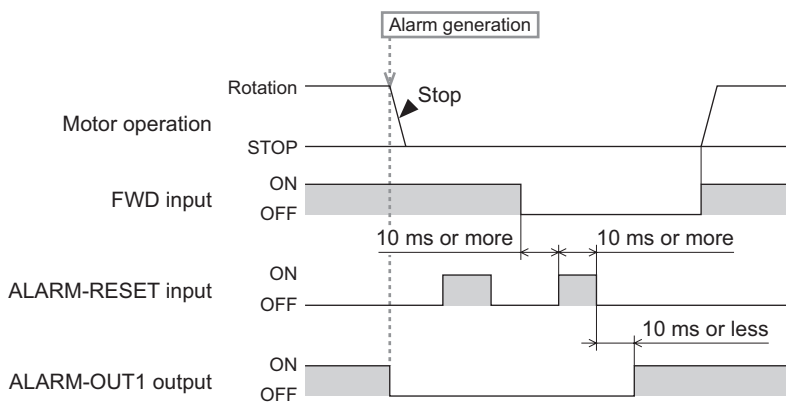 Alarm generation
Rotation
Stop
Motor operation
STOP
ON
FWD input
OFF
10 ms or more
10 ms or more
ON
ALARM-RESET input
OFF
10 ms or less
ON
ALARM-OUT1 output
OFF